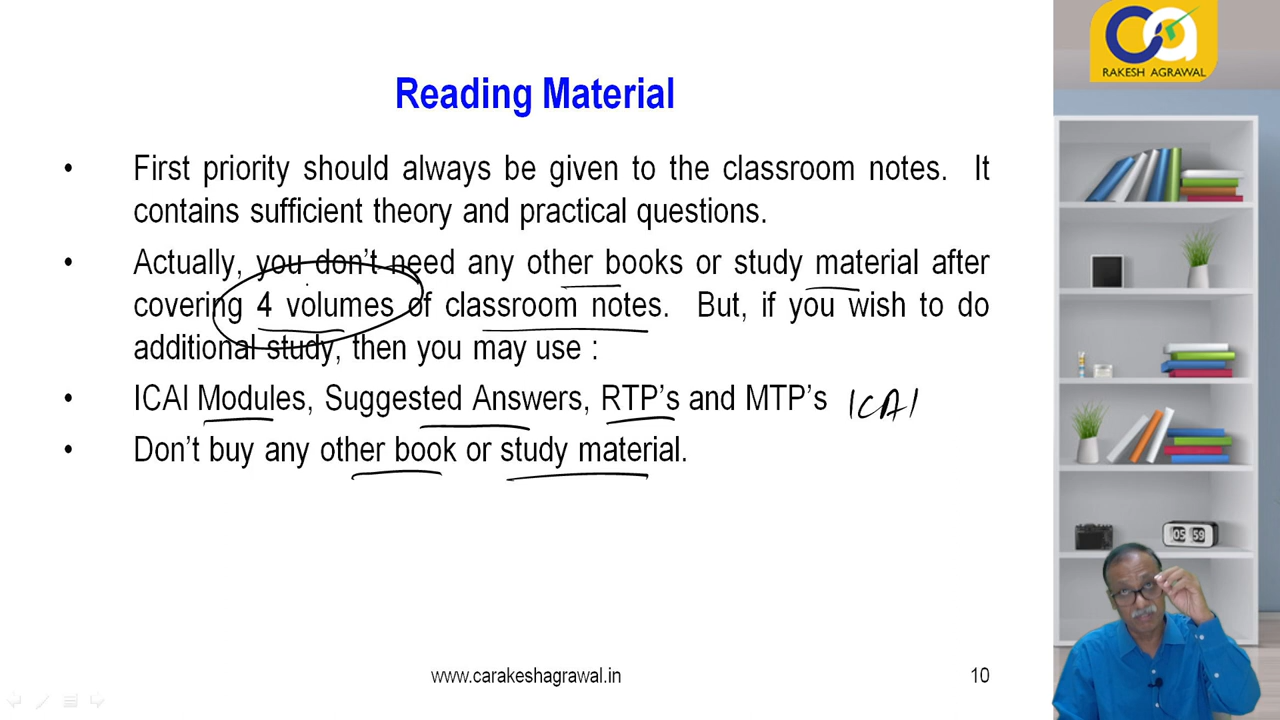 RAKESH AGRAWAL
Reading Material
• First priority should always be given to the classroom notes. It
contains sufficient theory and practical questions.
• Actually, you don't need any other books or study material after
covering 4 volumes of classroom notes. But, if you wish to do
additional study, then you may use :
• ICAI Modules, Suggested Answers, RTP's and MTP's ICAI
• Don't buy any other book or study material.
05 59
www.carakeshagrawal.in
10